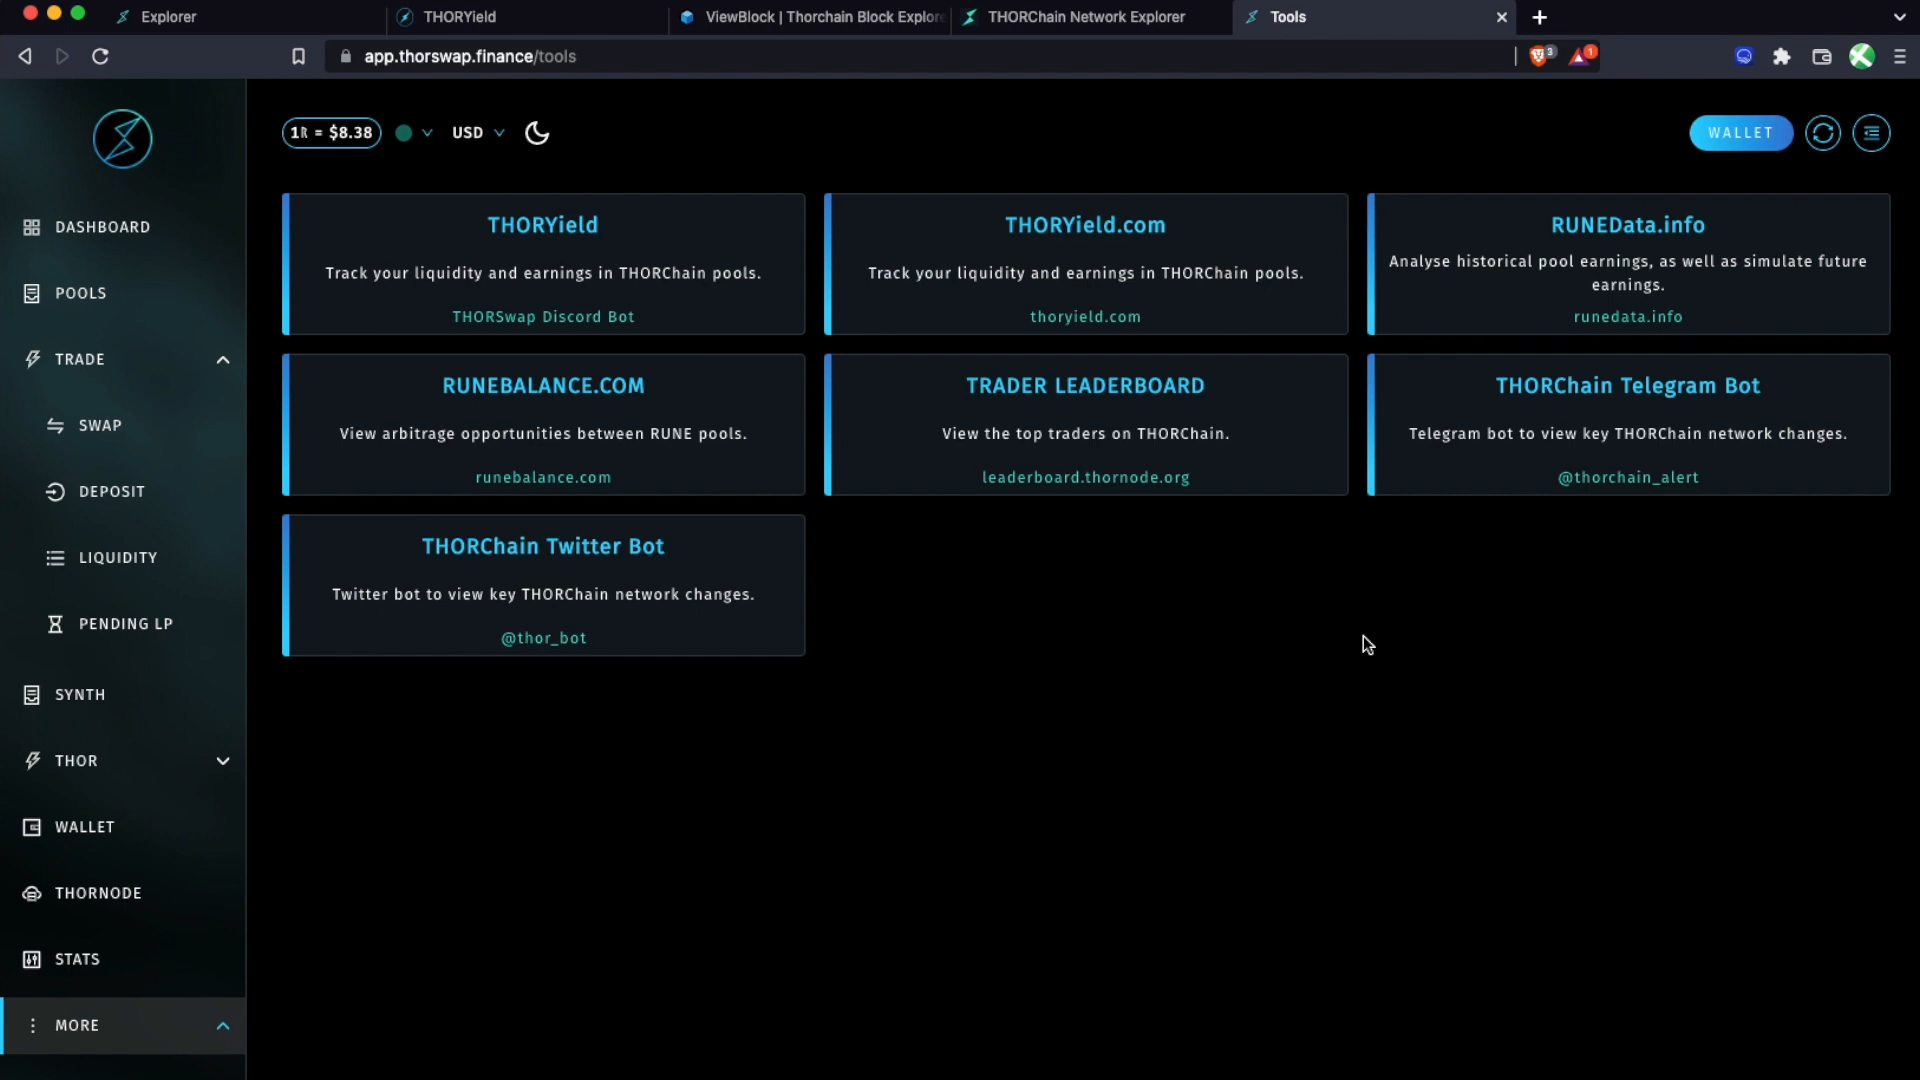 Explorer
THORYield
ViewBlock | Thorchain Block Explore
THORChain Network Explorer
Tools
app.thorswap.finance/tools
3
1
1R = $8.38
USD
WALLET
DASHBOARD
POOLS
TRADE
SWAP
DEPOSIT
LIQUIDITY
PENDING LP
SYNTH
THOR
WALLET
THORNODE
STATS
MORE
THORYield
Track your liquidity and earnings in THORChain pools.
THORSwap Discord Bot
THORYield.com
Track your liquidity and earnings in THORChain pools.
thoryield.com
RUNEData.info
Analyse historical pool earnings, as well as simulate future
earnings.
runedata.info
RUNEBALANCE.COM
View arbitrage opportunities between RUNE pools.
runebalance.com
TRADER LEADERBOARD
View the top traders on THORChain.
leaderboard.thornode.org
THORChain Telegram Bot
Telegram bot to view key THORChain network changes.
@thorchain_alert
THORChain Twitter Bot
Twitter bot to view key THORChain network changes.
@thor_bot